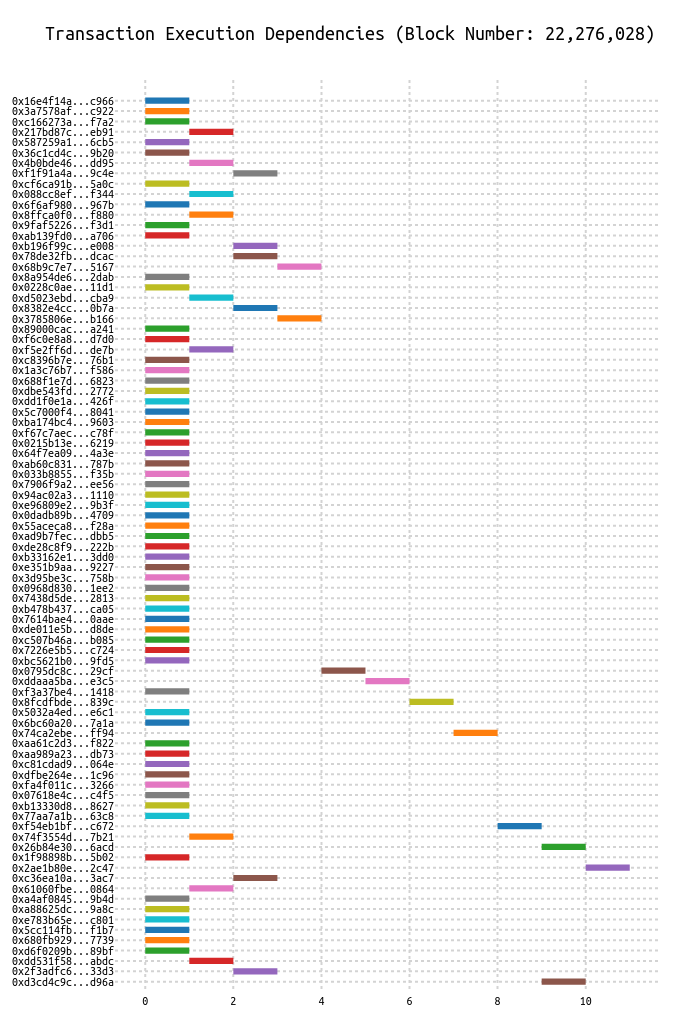 Transaction Execution Dependencies (Block Number: 22,276,028)
0x16e4f14a...c966
0x3a7578af...c922
0xc166273a...f7a2
0x217bd87c...eb91
0x587259a1...6cb5
0x36c1cd4c...9b20
0x4b0bde46...dd95
0xf1f91a4a...9c4e
0xcf6ca91b...5a0c
0x088cc8ef...f344
0x6f6af980...967b
0x8ffca0f0...f880
0x9faf5226...f3d1
0xab139fd0...a706
0xb196f99c...e008
0x78de32fb...dcac
0x68b9c7e7...5167
0x8a954de6...2dab
0x0228c0ae...11d1
0xd5023ebd...cba9
0x8382e4cc...0b7a
0x3785806e...b166
0x89000cac...a241
0xf6c0e8a8...d7d0
0xf5e2ff6d...de7b
0xc8396b7e...76b1
0x1a3c76b7...f586
0x688f1e7d...6823
0xdbe543fd...2772
0xdd1f0e1a...426f
0x5c7000f4...8041
0xba174bc4...9603
0xf67c7aec...c78f
0x0215b13e...6219
0x64f7ea09...4a3e
0xab60c831...787b
0x033b8855...f35b
0x7906f9a2...ee56
0x94ac02a3...1110
0xe96809e2...9b3f
0x0dadb89b...4709
0x55aceca8...f28a
0xad9b7fec...dbb5
0xde28c8f9...222b
0xb33162e1...3dd0
0xe351b9aa...9227
0x3d95be3c...758b
0x0968d830...1ee2
0x7438d5de...2813
0xb478b437...ca05
0x7614bae4...0aae
0xde011e5b...d8de
0xc507b46a...b085
0x7226e5b5...c724
0xbc5621b0...9fd5
0x0795dc8c...29cf
0xddaaa5ba...e3c5
0xf3a37be4...1418
0x8fcdfbde...839c
0x5032a4ed...e6c1
0x6bc60a20...7a1a
0x74ca2ebe...ff94
0xaa61c2d3...f822
0xaa989a23...db73
0xc81cdad9...064e
0xdfbe264e...1c96
0xfa4f011c...3266
0x07618e4c...c4f5
0xb13330d8...8627
0x77aa7a1b...63c8
0xf54eb1bf...c672
0x74f3554d...7b21
0x26b84e30...6acd
0x1f98898b...5b02
0x2ae1b80e...2c47
0xc36ea10a...3ac7
0x61060fbe...0864
0xa4af0845...9b4d
0xa88625dc...9a8c
0xe783b65e...c801
0x5cc114fb...f1b7
0x680fb929...7739
0xd6f0209b...89bf
0xdd531f58...abdc
0x2f3adfc6...33d3
0xd3cd4c9c...d96a
0 2 4 6 8 10